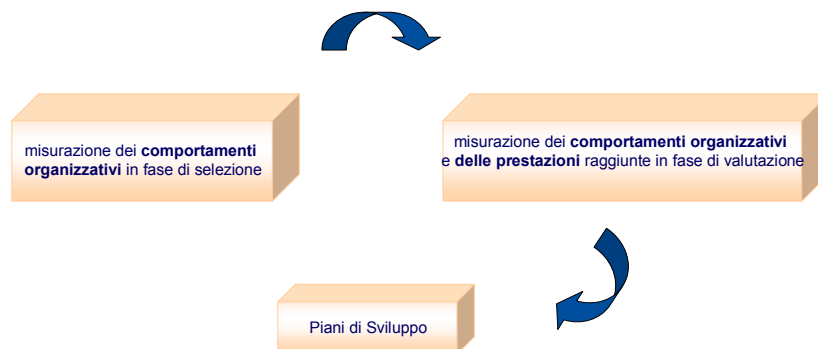 misurazione dei comportamenti
organizzativi in fase di selezione
misurazione dei comportamenti organizzativi
e delle prestazioni raggiunte in fase di valutazione
Piani di Sviluppo